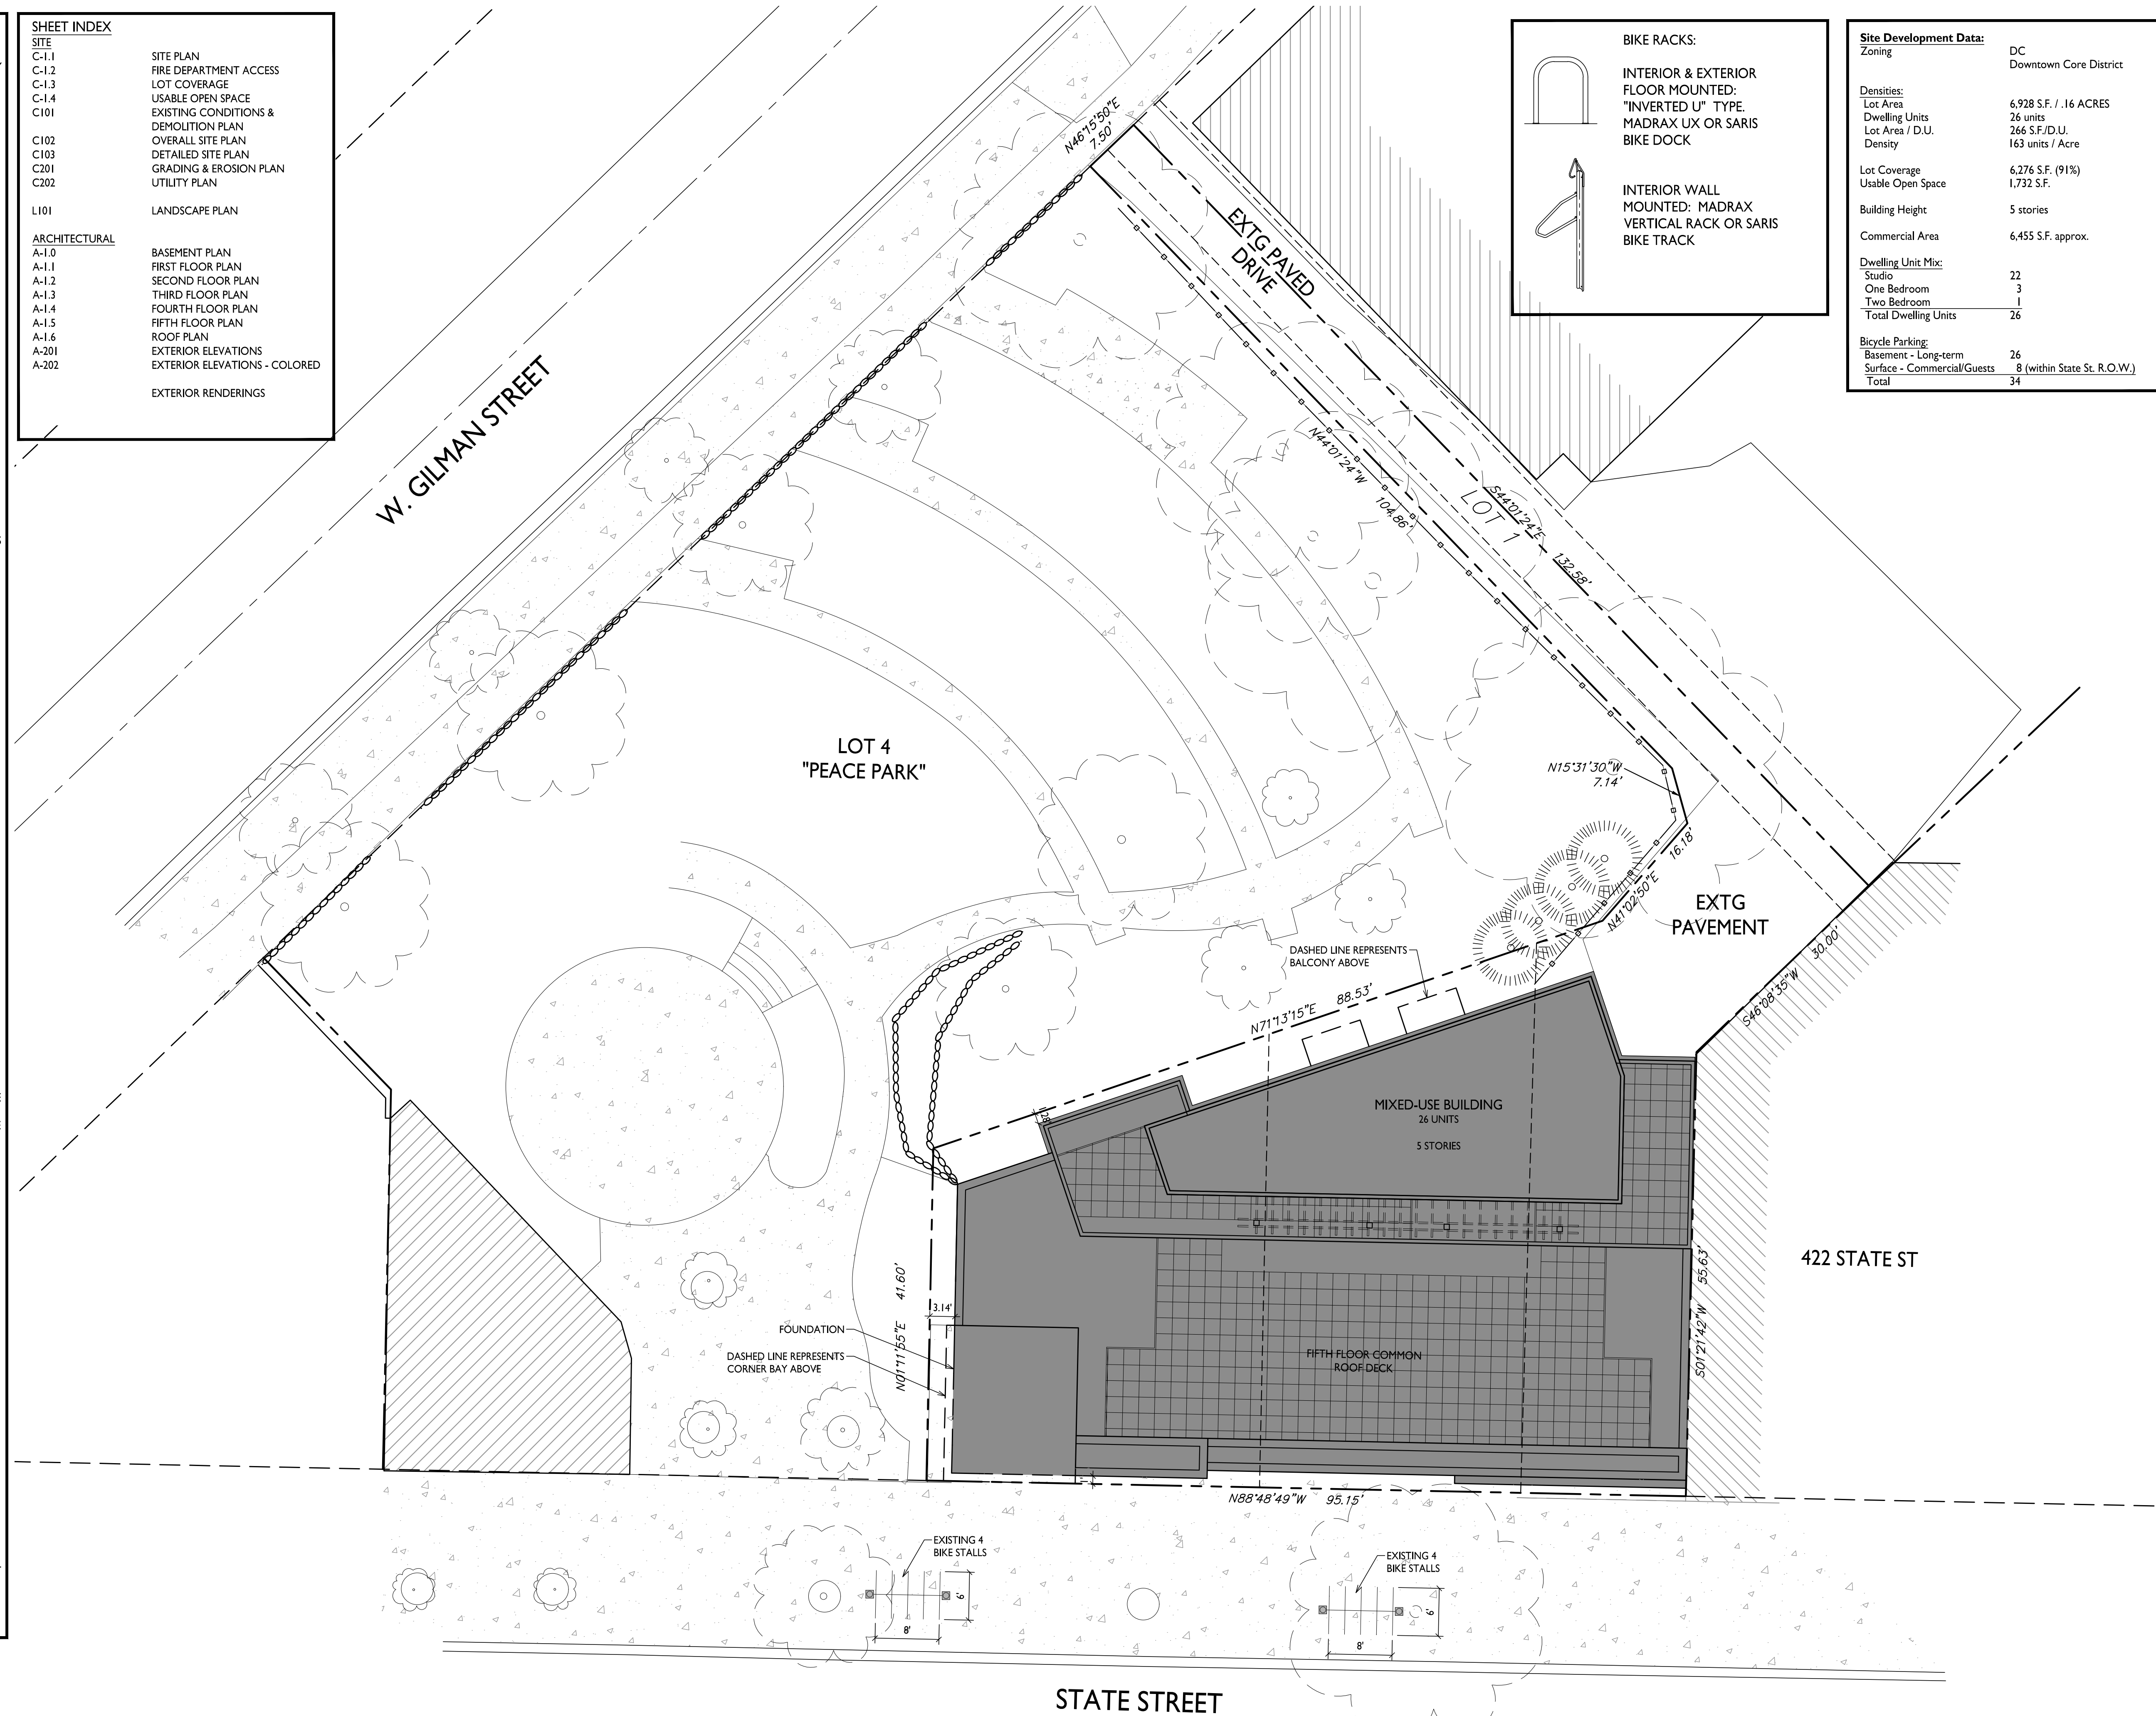 SHEET INDEX
SITE
C-1.1 SITE PLAN
C-1.2 FIRE DEPARTMENT ACCESS
C-1.3 LOT COVERAGE
C-1.4 USABLE OPEN SPACE
C101 EXISTING CONDITIONS &
DEMOLITION PLAN
C102 OVERALL SITE PLAN
C103 DETAILED SITE PLAN
C201 GRADING & EROSION PLAN
C202 UTILITY PLAN
L101 LANDSCAPE PLAN
ARCHITECTURAL
A-1.0 BASEMENT PLAN
A-1.1 FIRST FLOOR PLAN
A-1.2 SECOND FLOOR PLAN
A-1.3 THIRD FLOOR PLAN
A-1.4 FOURTH FLOOR PLAN
A-1.5 FIFTH FLOOR PLAN
A-1.6 ROOF PLAN
A-201 EXTERIOR ELEVATIONS
A-202 EXTERIOR ELEVATIONS - COLORED
EXTERIOR RENDERINGS
BIKE RACKS:
INTERIOR & EXTERIOR
FLOOR MOUNTED:
"INVERTED U" TYPE.
MADRAX UX OR SARIS
BIKE DOCK
INTERIOR WALL
MOUNTED: MADRAX
VERTICAL RACK OR SARIS
BIKE TRACK
Site Development Data:
Zoning DC
Downtown Core District
Densities:
Lot Area 6,928 S.F. / .16 ACRES
Dwelling Units 26 units
Lot Area / D.U. 266 S.F./D.U.
Density 163 units / Acre
Lot Coverage 6,276 S.F. (91%)
Usable Open Space 1,732 S.F.
Building Height 5 stories
Commercial Area 6,455 S.F. approx.
Dwelling Unit Mix:
Studio 22
One Bedroom 3
Two Bedroom 1
Total Dwelling Units 26
Bicycle Parking:
Basement - Long-term 26
Surface - Commercial/Guests 8 (within State St. R.O.W.)
Total 34
N46°15'50"E
7.50'
EXTG PAVED
DRIVE
W. GILMAN STREET
N44°01'24"W 104.86'
LOT 1
S44°01'24"E 132.58'
LOT 4
"PEACE PARK"
N15°31'30"W
7.14'
16.18'
N41°02'50"E
EXTG
PAVEMENT
S46°08'35"W 30.00'
DASHED LINE REPRESENTS
BALCONY ABOVE
N71°13'15"E 88.53'
MIXED-USE BUILDING
26 UNITS
5 STORIES
422 STATE ST
N01°11'55"E 41.60'
3.14'
S01°21'42"W 55.63'
FOUNDATION
DASHED LINE REPRESENTS
CORNER BAY ABOVE
FIFTH FLOOR COMMON
ROOF DECK
N88°48'49"W 95.15'
EXISTING 4
BIKE STALLS
6'
8'
EXISTING 4
BIKE STALLS
6'
8'
STATE STREET